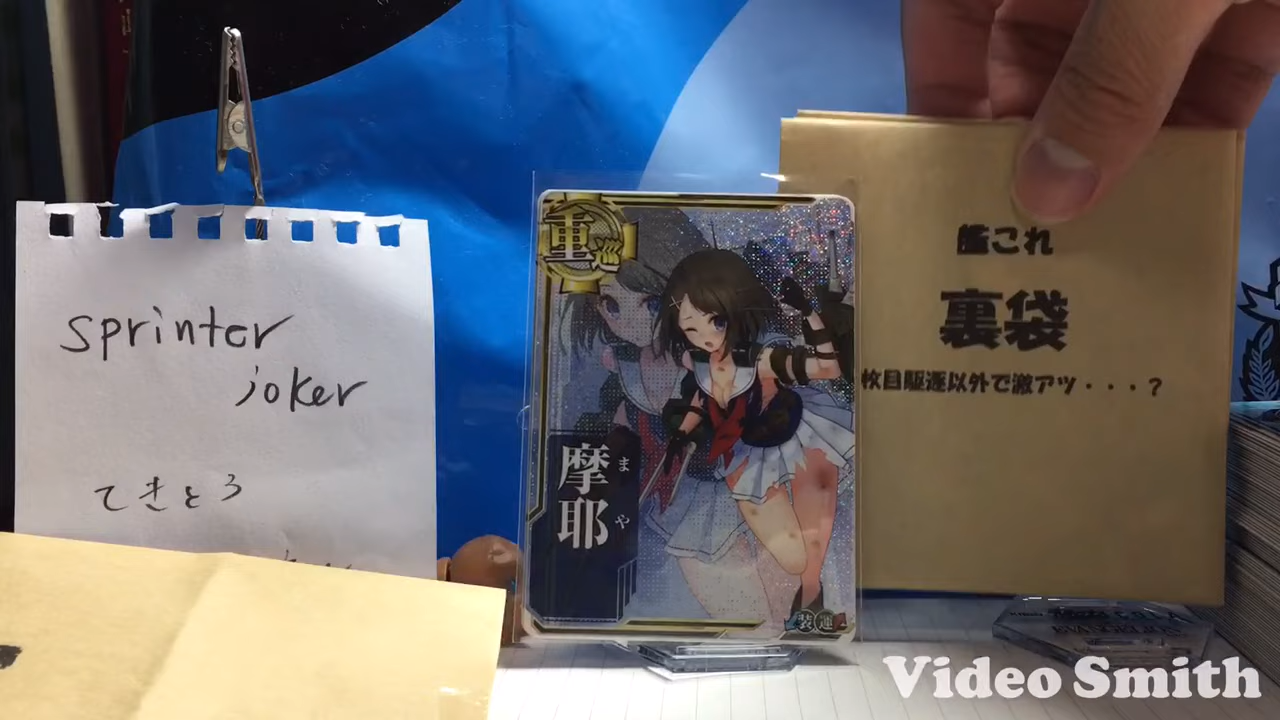 sprinter
joker
てきとろ
重巡
摩耶
まや
装運
艦これ
裏袋
枚目駆逐以外で激アツ・・・?
Video Smith